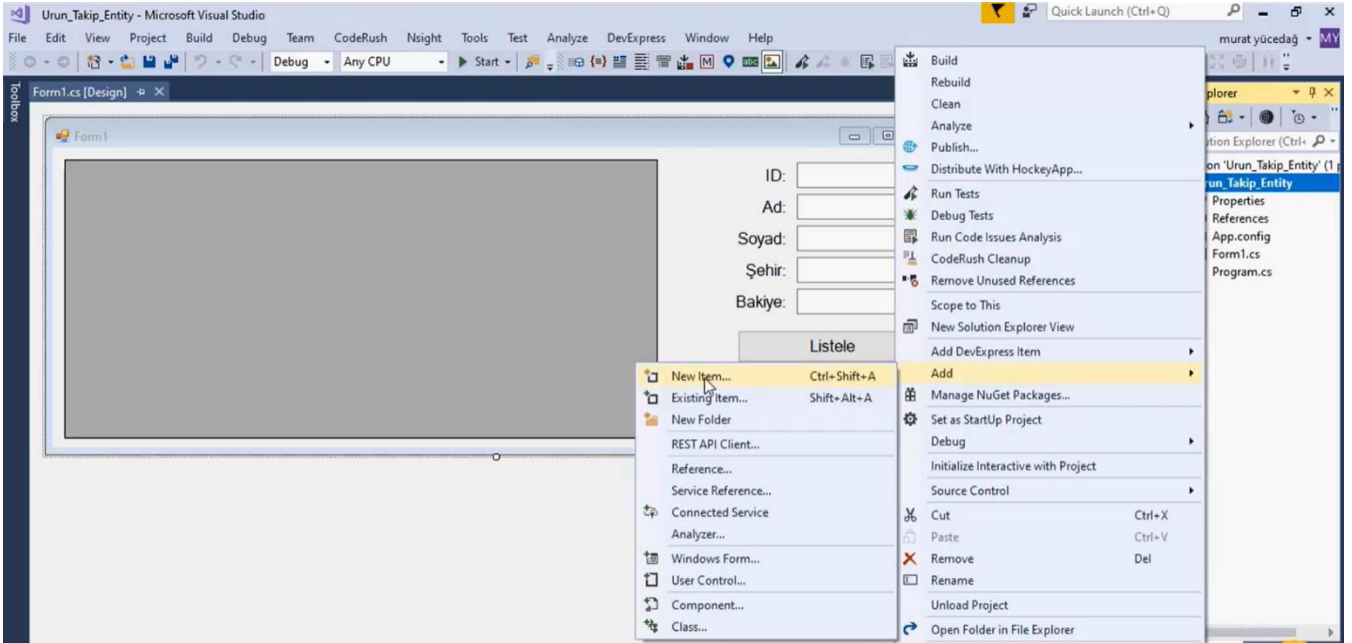 Urun_Takip_Entity - Microsoft Visual Studio
Quick Launch (Ctrl+Q)
File Edit View Project Build Debug Team CodeRush Nsight Tools Test Analyze DevExpress Window Help
murat yücedağ MY
Debug Any CPU Start
Toolbox
Form1.cs [Design]
Form1
ID:
Ad:
Soyad:
Şehir:
Bakiye:
Listele
New Item... Ctrl+Shift+A
Existing Item... Shift+Alt+A
New Folder
REST API Client...
Reference...
Service Reference...
Connected Service
Analyzer...
Windows Form...
User Control...
Component...
Class...
Build
Rebuild
Clean
Analyze
Publish...
Distribute With HockeyApp...
Run Tests
Debug Tests
Run Code Issues Analysis
CodeRush Cleanup
Remove Unused References
Scope to This
New Solution Explorer View
Add DevExpress Item
Add
Manage NuGet Packages...
Set as StartUp Project
Debug
Initialize Interactive with Project
Source Control
Cut Ctrl+X
Paste Ctrl+V
Remove Del
Rename
Unload Project
Open Folder in File Explorer
plorer
ution Explorer (Ctrl+
on 'Urun_Takip_Entity' (1
run_Takip_Entity
Properties
References
App.config
Form1.cs
Program.cs